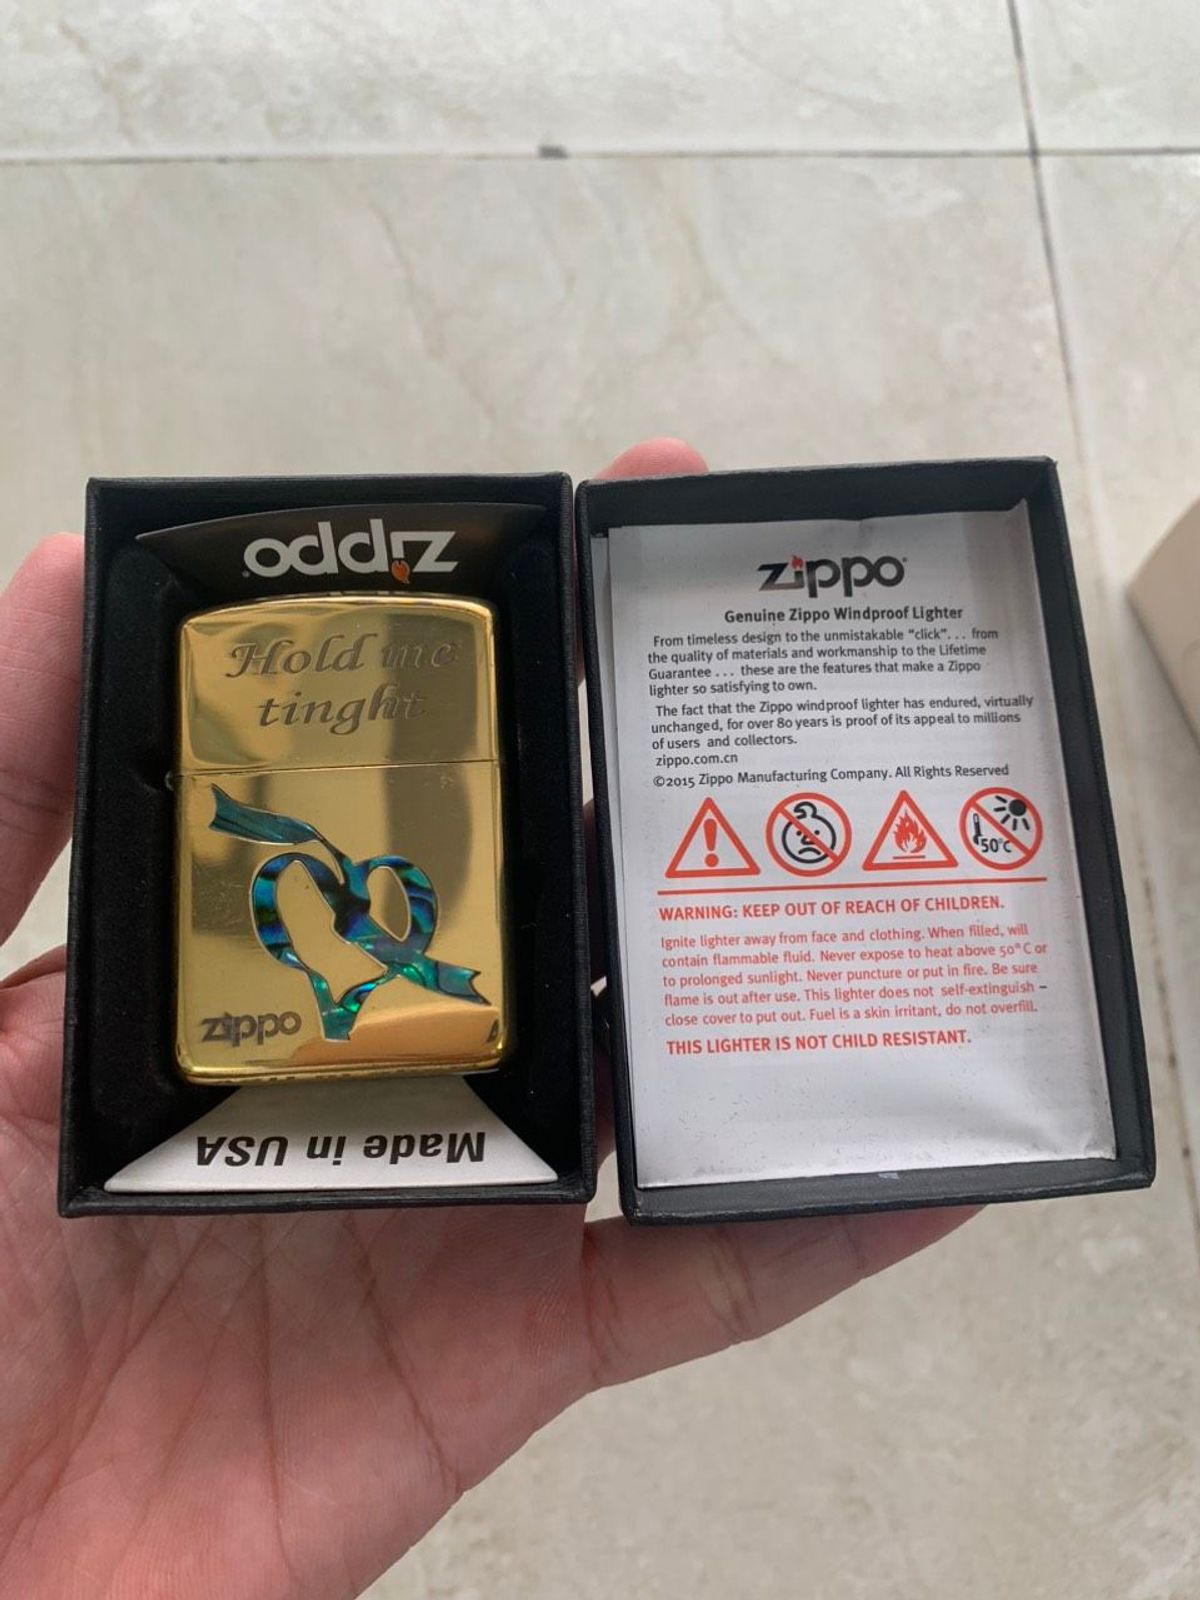 zippo
Hold me
tinght
zippo
Made in USA
zippo
Genuine Zippo Windproof Lighter
From timeless design to the unmistakable “click”. . . from
the quality of materials and workmanship to the Lifetime
Guarantee . . . these are the features that make a Zippo
lighter so satisfying to own.
The fact that the Zippo windproof lighter has endured, virtually
unchanged, for over 80 years is proof of its appeal to millions
of users and collectors.
zippo.com.cn
©2015 Zippo Manufacturing Company. All Rights Reserved
50°C
WARNING: KEEP OUT OF REACH OF CHILDREN.
Ignite lighter away from face and clothing. When filled, will
contain flammable fluid. Never expose to heat above 50° C or
to prolonged sunlight. Never puncture or put in fire. Be sure
flame is out after use. This lighter does not self-extinguish –
close cover to put out. Fuel is a skin irritant, do not overfill.
THIS LIGHTER IS NOT CHILD RESISTANT.